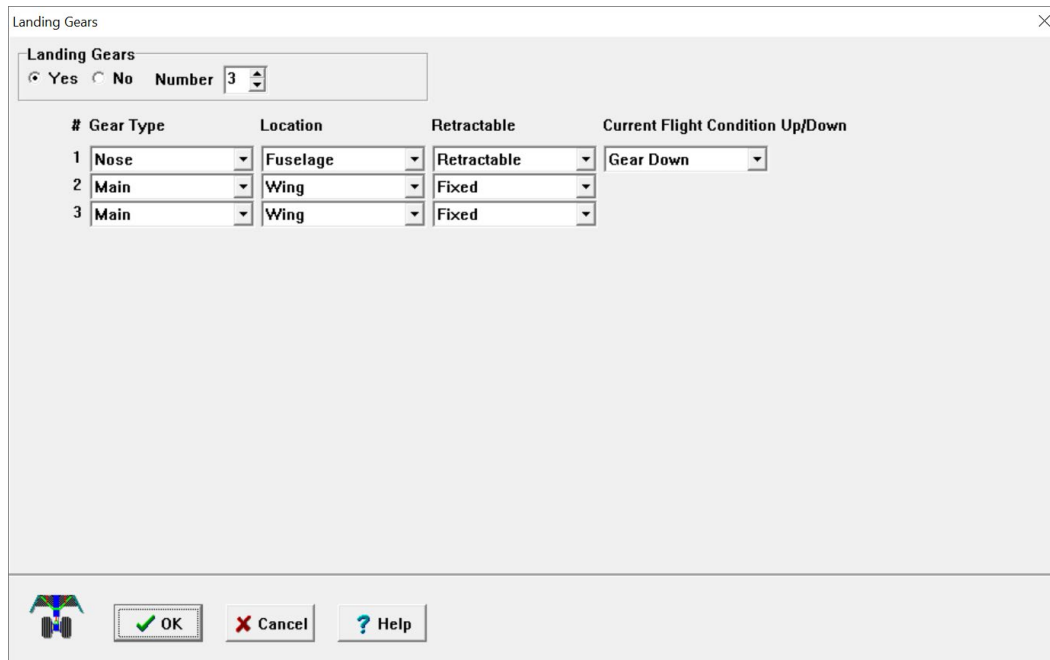 Landing Gears
Landing Gears
Yes No Number 3
# Gear Type Location Retractable Current Flight Condition Up/Down
1 Nose Fuselage Retractable Gear Down
2 Main Wing Fixed
3 Main Wing Fixed
OK Cancel ? Help